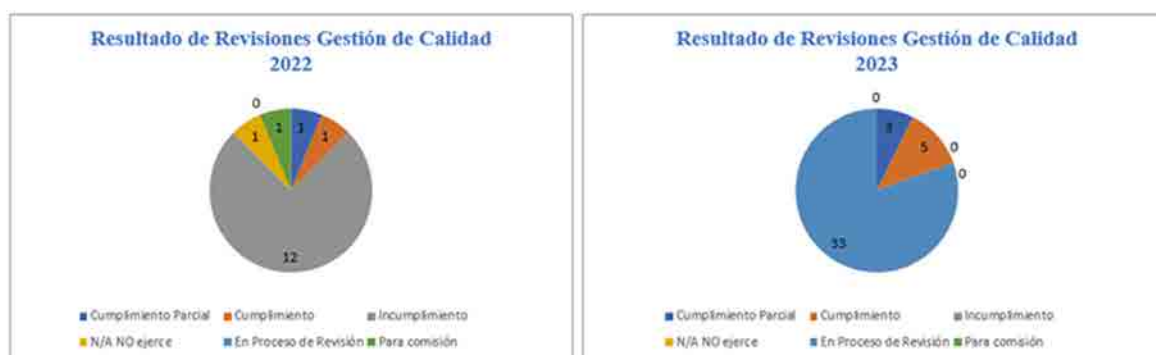 Resultado de Revisiones Gestión de Calidad
2022
0
1
1
1
1
12
Cumplimiento Parcial
Cumplimiento
Incumplimiento
N/A NO ejerce
En Proceso de Revisión
Para comisión
Resultado de Revisiones Gestión de Calidad
2023
0
3
5
0
0
33
Cumplimiento Parcial
Cumplimiento
Incumplimiento
N/A NO ejerce
En Proceso de Revisión
Para comisión